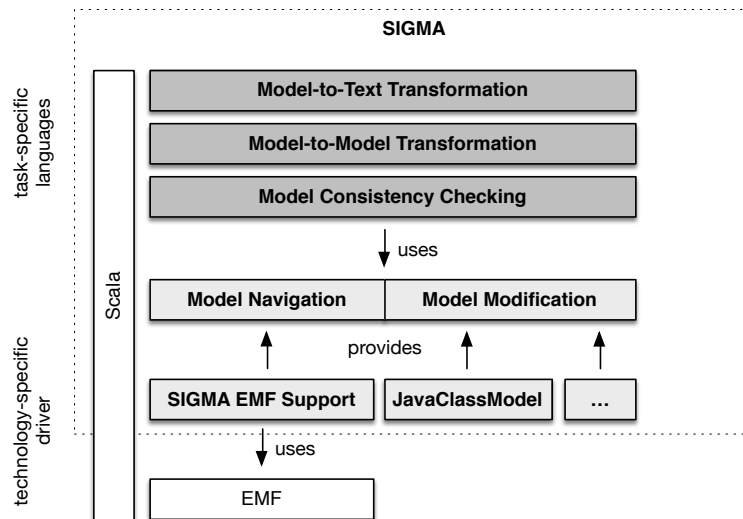 SIGMA
task-specific
languages
Model-to-Text Transformation
Model-to-Model Transformation
Model Consistency Checking
uses
Scala
Model Navigation
Model Modification
provides
technology-specific
driver
SIGMA EMF Support
JavaClassModel
...
uses
EMF